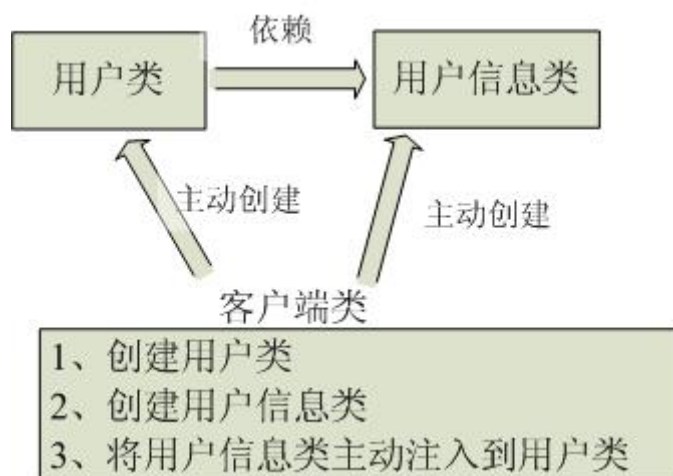 依赖
用户类
用户信息类
主动创建
主动创建
客户端类
1、创建用户类
2、创建用户信息类
3、将用户信息类主动注入到用户类